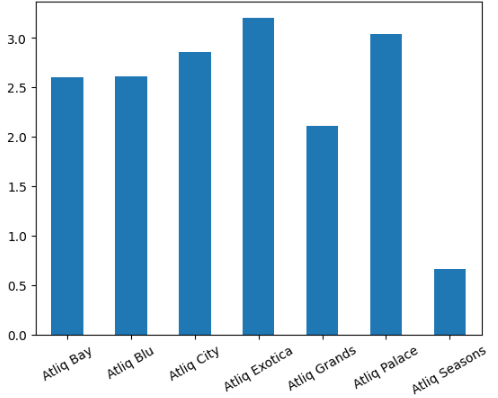 3.0
2.5
2.0
1.5
1.0
0.5
0.0
Atliq Bay
Atliq Blu
Atliq City
Atliq Exotica
Atliq Grands
Atliq Palace
Atliq Seasons